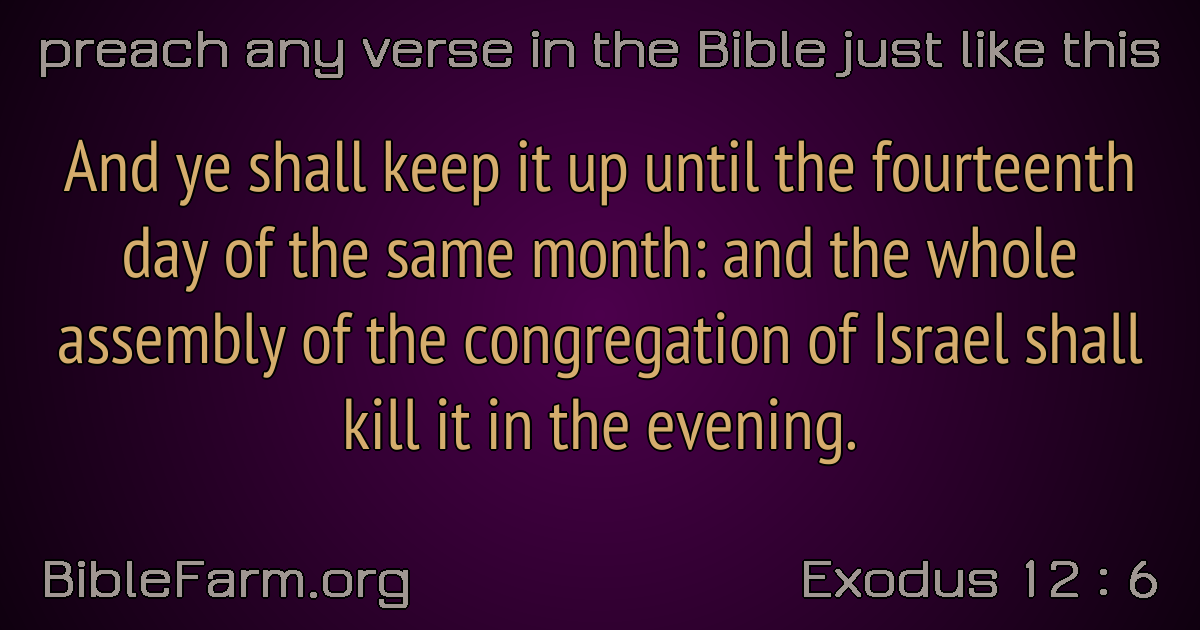 preach any verse in the Bible just like this
And ye shall keep it up until the fourteenth
day of the same month: and the whole
assembly of the congregation of Israel shall
kill it in the evening.
BibleFarm.org
Exodus 12 : 6